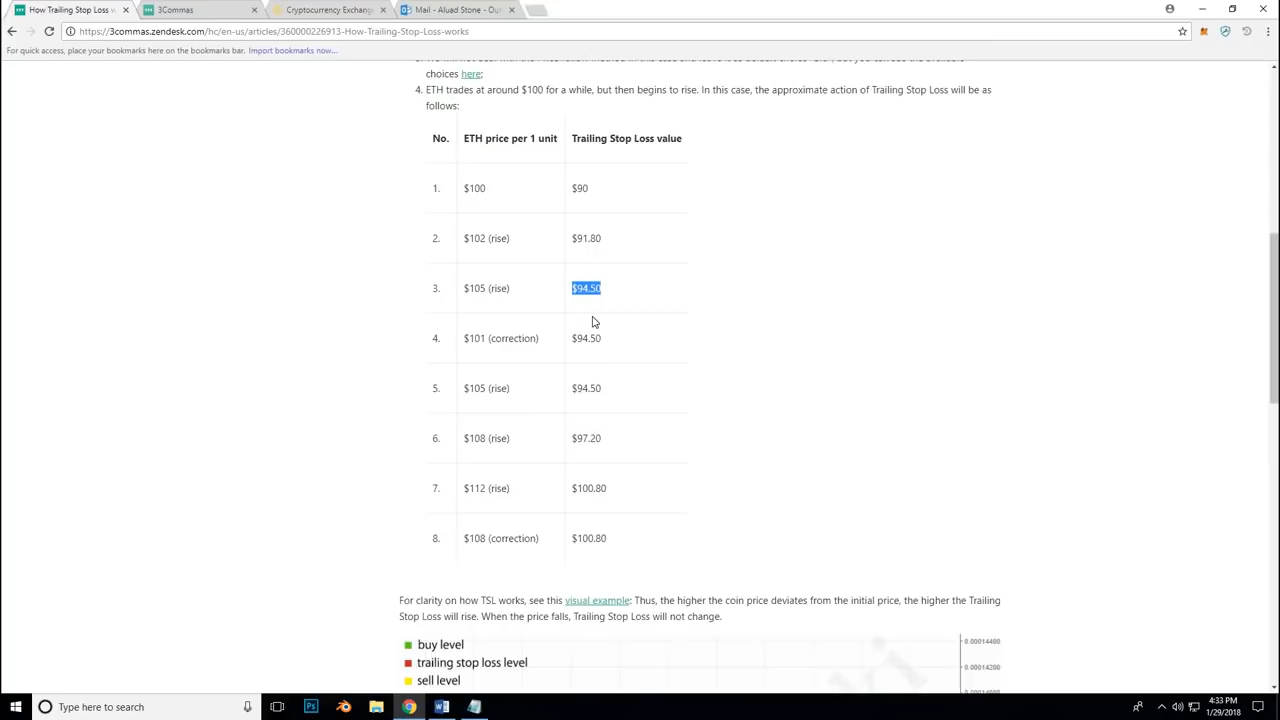 How Trailing Stop Loss w
3Commas
Cryptocurrency Exchang
Mail - Aluad Stone - Out
https://3commas.zendesk.com/hc/en-us/articles/360000226913-How-Trailing-Stop-Loss-works
For quick access, place your bookmarks here on the bookmarks bar. Import bookmarks now...
choices here;
4. ETH trades at around $100 for a while, but then begins to rise. In this case, the approximate action of Trailing Stop Loss will be as
follows:
No. ETH price per 1 unit Trailing Stop Loss value
1. $100 $90
2. $102 (rise) $91.80
3. $105 (rise) $94.50
4. $101 (correction) $94.50
5. $105 (rise) $94.50
6. $108 (rise) $97.20
7. $112 (rise) $100.80
8. $108 (correction) $100.80
For clarity on how TSL works, see this visual example: Thus, the higher the coin price deviates from the initial price, the higher the Trailing
Stop Loss will rise. When the price falls, Trailing Stop Loss will not change.
buy level
trailing stop loss level
sell level
0.00014400
0.00014200
Type here to search
4:33 PM
1/29/2018